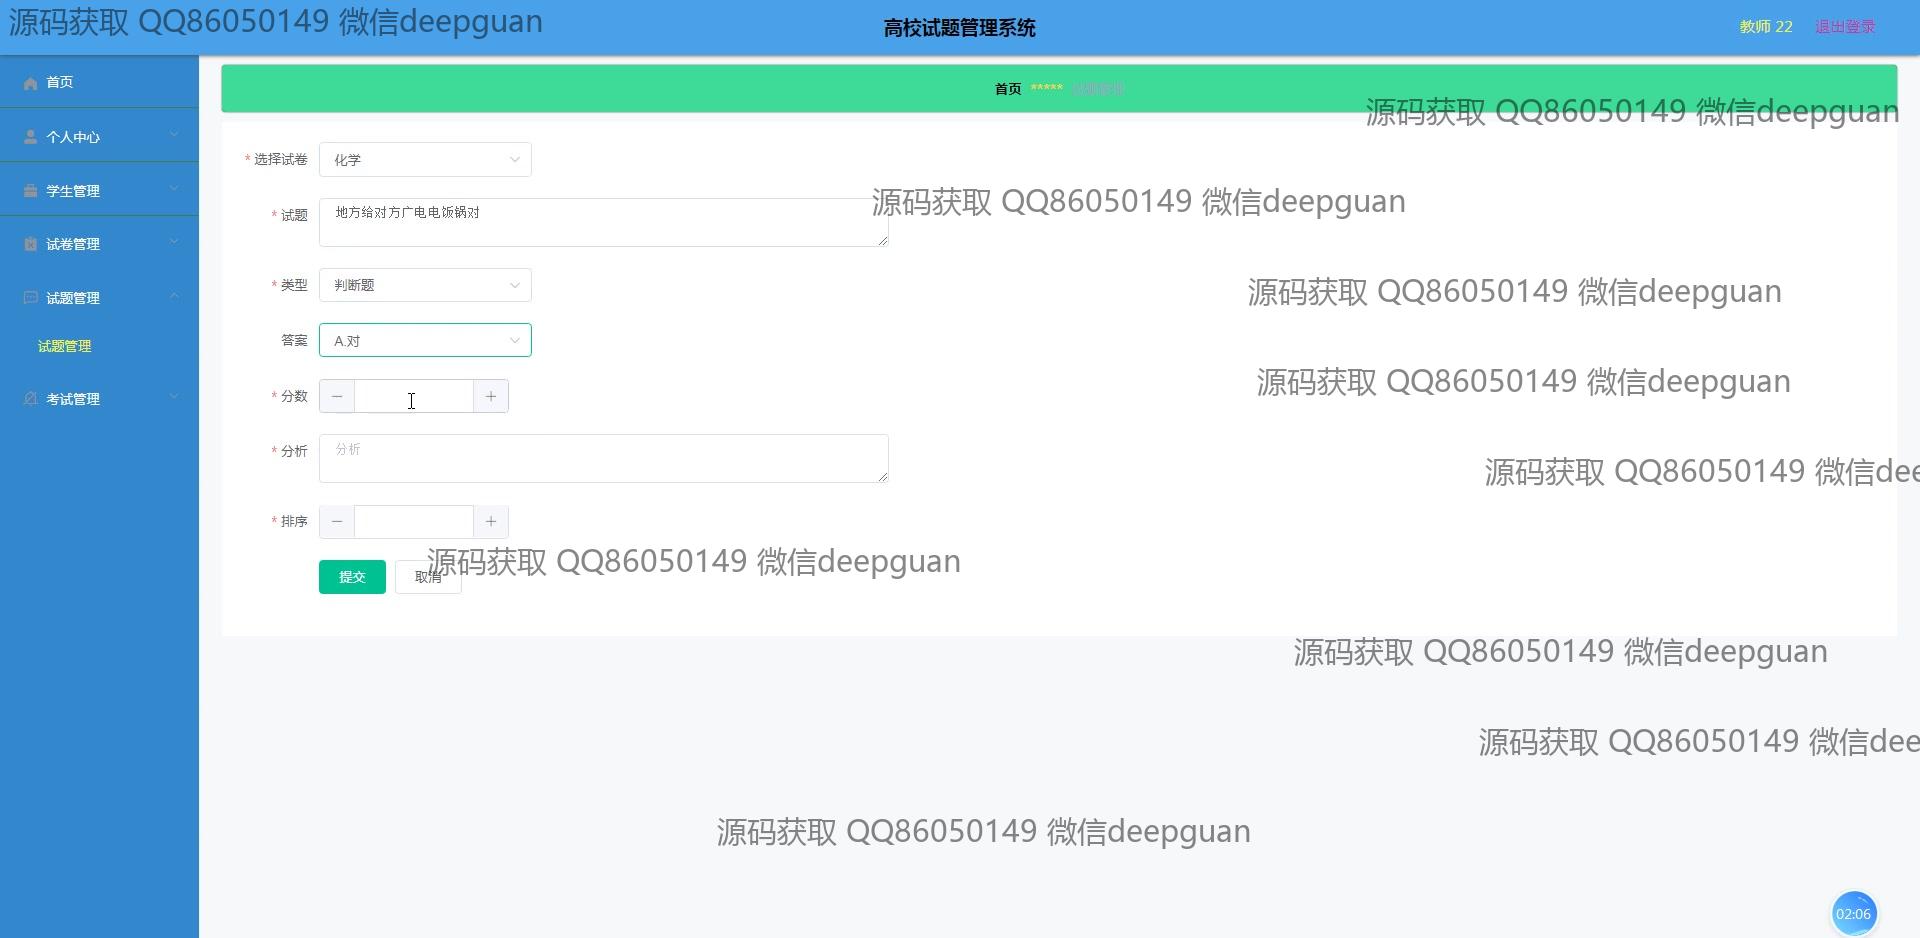 源码获取 QQ86050149 微信deepguan
高校试题管理系统
教师 22
退出登录
首页
个人中心
学生管理
试卷管理
试题管理
试题管理
考试管理
首页 ***** 试题管理
源码获取 QQ86050149 微信deepguan
* 选择试卷 化学
源码获取 QQ86050149 微信deepguan
* 试题 地方给对方广电电饭锅对
* 类型 判断题
源码获取 QQ86050149 微信deepguan
答案 A.对
* 分数
源码获取 QQ86050149 微信deepguan
* 分析 分析
源码获取 QQ86050149 微信dee
* 排序
提交 取消
源码获取 QQ86050149 微信deepguan
源码获取 QQ86050149 微信deepguan
源码获取 QQ86050149 微信dee
源码获取 QQ86050149 微信deepguan
02:06